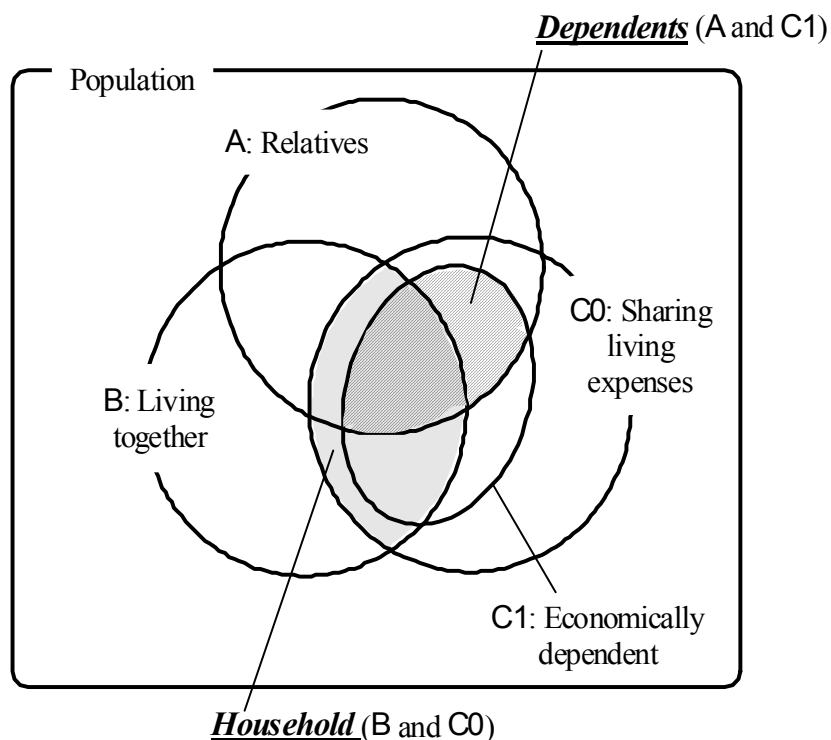 Dependents (A and C1)
Population
A: Relatives
C0: Sharing
living
expenses
B: Living
together
C1: Economically
dependent
Household (B and C0)